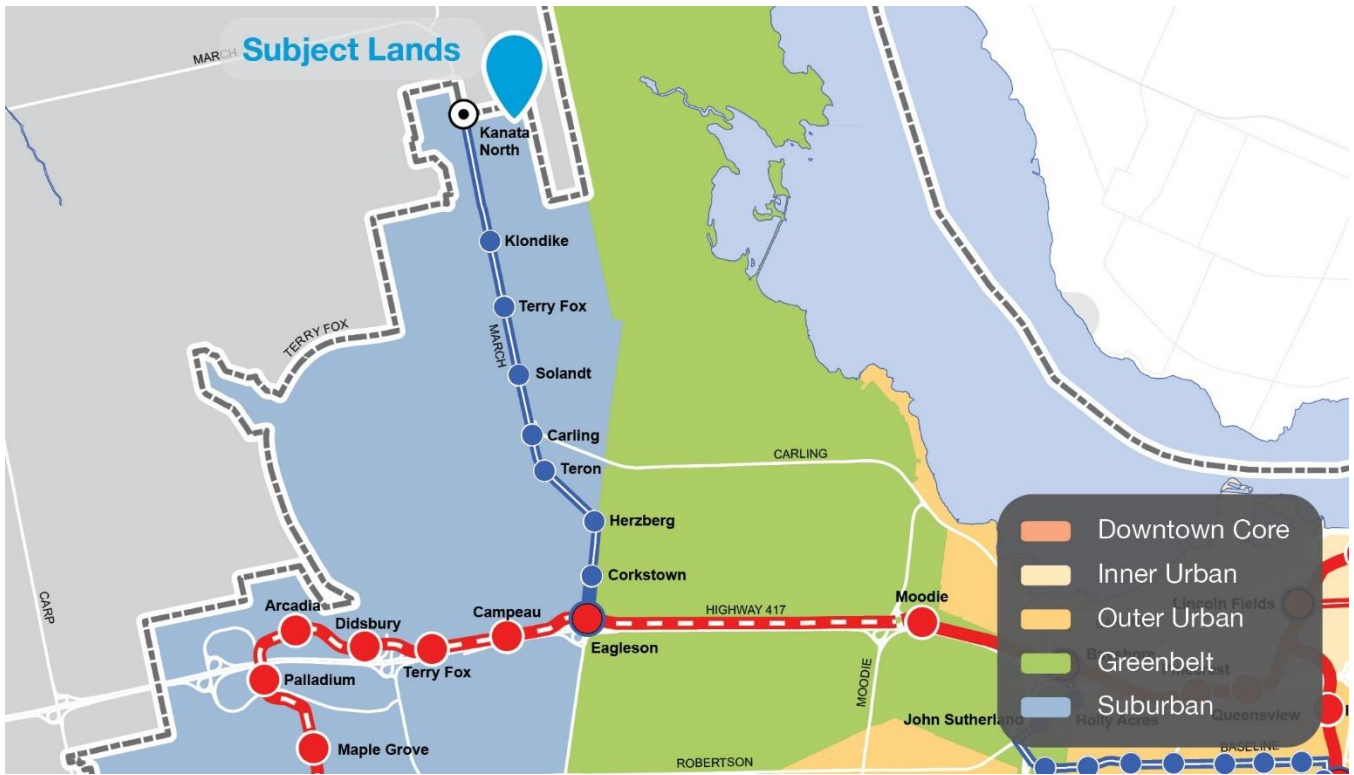 MARCH
Subject Lands
Kanata
North
Klondike
TERRY FOX
Terry Fox
MARCH
Solandt
Carling
CARLING
Teron
Herzberg
Corkstown
CARP
Arcadia
Didsbury
Campeau
HIGHWAY 417
Moodie
Terry Fox
Eagleson
Palladium
MOODIE
Maple Grove
John Sutherland
Holly Acres
Queensview
Lincoln Fields
BASELINE
ROBERTSON
Downtown Core
Inner Urban
Outer Urban
Greenbelt
Suburban